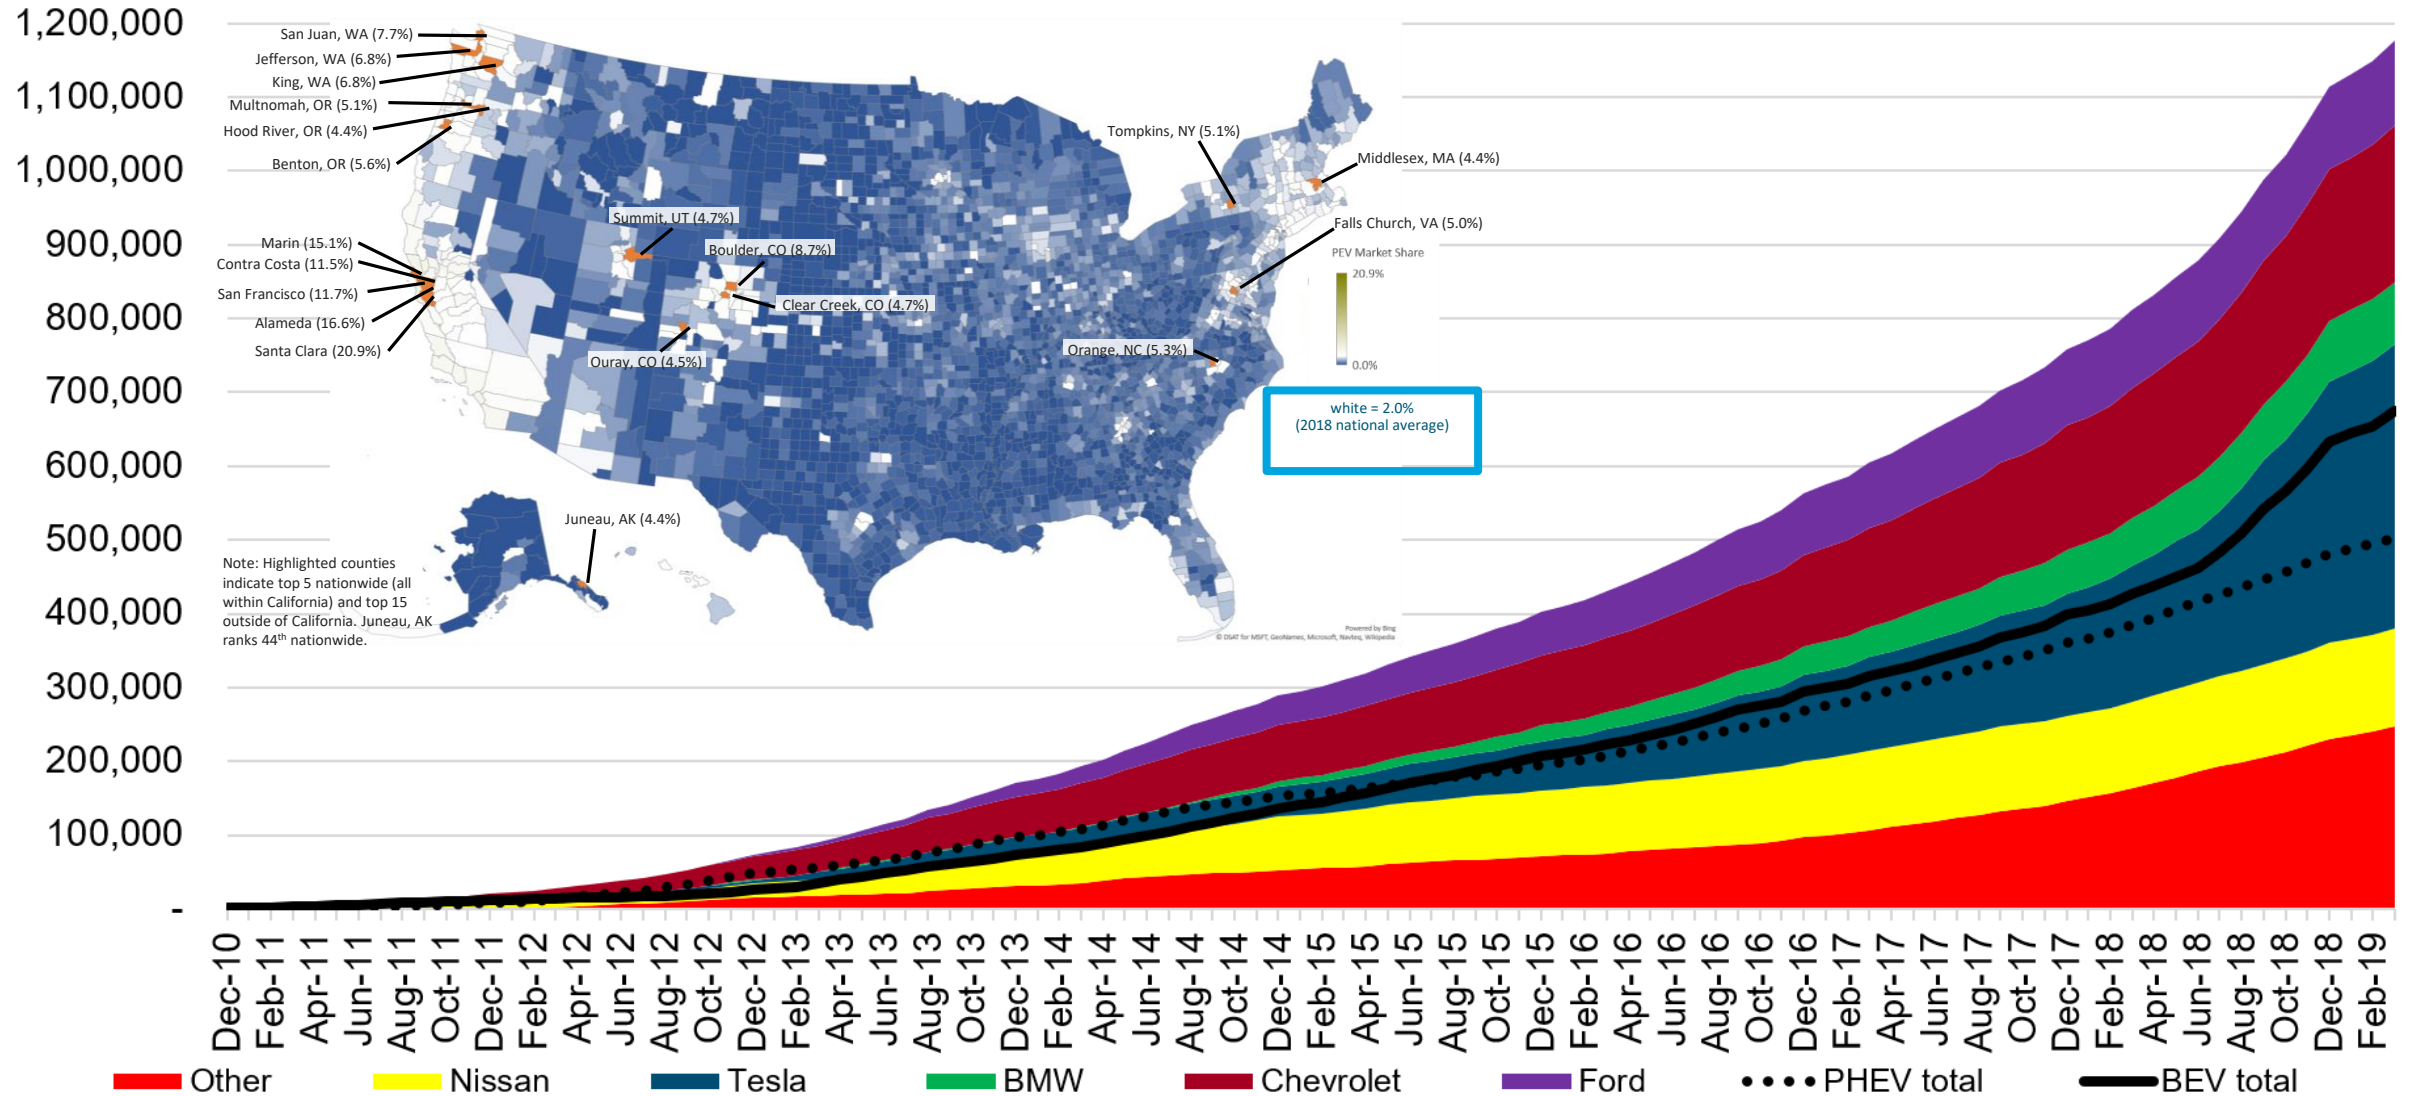 1,200,000
1,100,000
1,000,000
900,000
800,000
700,000
600,000
500,000
400,000
300,000
200,000
100,000
-
San Juan, WA (7.7%)
Jefferson, WA (6.8%)
King, WA (6.8%)
Multnomah, OR (5.1%)
Hood River, OR (4.4%)
Benton, OR (5.6%)
Marin (15.1%)
Contra Costa (11.5%)
San Francisco (11.7%)
Alameda (16.6%)
Santa Clara (20.9%)
Summit, UT (4.7%)
Boulder, CO (8.7%)
Clear Creek, CO (4.7%)
Ouray, CO (4.5%)
Tompkins, NY (5.1%)
Middlesex, MA (4.4%)
Falls Church, VA (5.0%)
Orange, NC (5.3%)
Juneau, AK (4.4%)
PEV Market Share
20.9%
0.0%
white = 2.0%
(2018 national average)
Note: Highlighted counties
indicate top 5 nationwide (all
within California) and top 15
outside of California. Juneau, AK
ranks 44th nationwide.
Powered by Bing
© DSAT for MSFT, GeoNames, Microsoft, Navteq, Wikipedia
Dec-10
Feb-11
Apr-11
Jun-11
Aug-11
Oct-11
Dec-11
Feb-12
Apr-12
Jun-12
Aug-12
Oct-12
Dec-12
Feb-13
Apr-13
Jun-13
Aug-13
Oct-13
Dec-13
Feb-14
Apr-14
Jun-14
Aug-14
Oct-14
Dec-14
Feb-15
Apr-15
Jun-15
Aug-15
Oct-15
Dec-15
Feb-16
Apr-16
Jun-16
Aug-16
Oct-16
Dec-16
Feb-17
Apr-17
Jun-17
Aug-17
Oct-17
Dec-17
Feb-18
Apr-18
Jun-18
Aug-18
Oct-18
Dec-18
Feb-19
Other
Nissan
Tesla
BMW
Chevrolet
Ford
PHEV total
BEV total